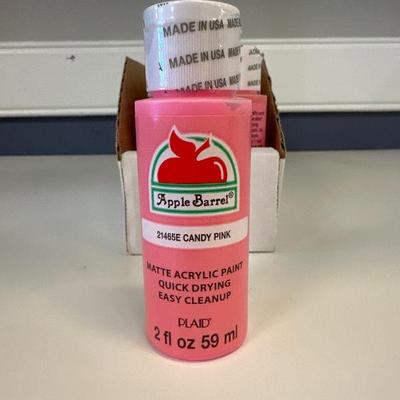 MADE IN USA
MADE IN USA
MADE IN USA MADE
Apple Barrel®
21465E CANDY PINK
MATTE ACRYLIC PAINT
QUICK DRYING
EASY CLEANUP
PLAID®
2 fl oz 59 ml